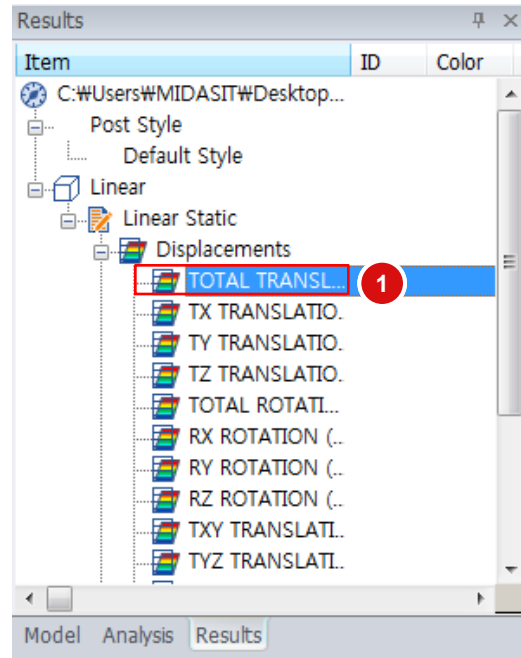 Results
Item ID Color
C:₩Users₩MIDASIT₩Desktop...
Post Style
Default Style
Linear
Linear Static
Displacements
TOTAL TRANSL... 1
TX TRANSLATIO.
TY TRANSLATIO.
TZ TRANSLATIO.
TOTAL ROTATI...
RX ROTATION (..
RY ROTATION (..
RZ ROTATION (..
TXY TRANSLATI..
TYZ TRANSLATI..
Model Analysis Results